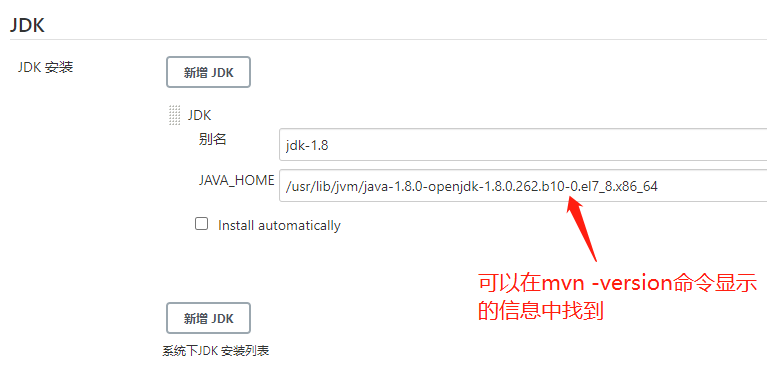 JDK
JDK 安装
新增 JDK
JDK
别名
jdk-1.8
JAVA_HOME
/usr/lib/jvm/java-1.8.0-openjdk-1.8.0.262.b10-0.el7_8.x86_64
Install automatically
可以在mvn -version命令显示
的信息中找到
新增 JDK
系统下JDK 安装列表